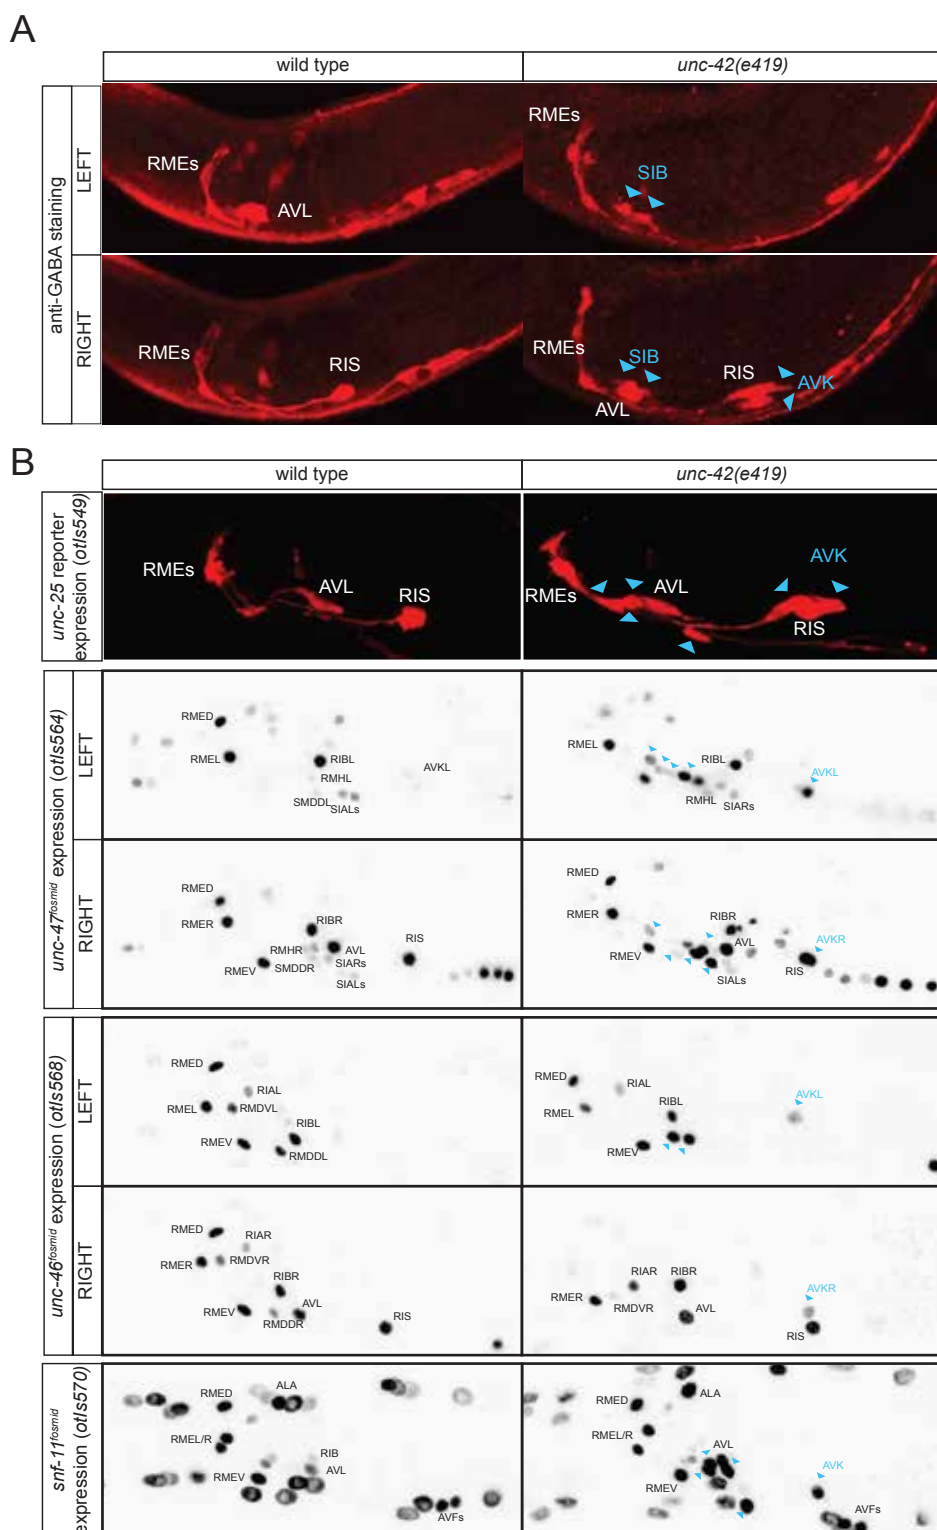 A
wild type
unc-42(e419)
anti-GABA staining
LEFT
RMEs
AVL
RMEs
SIB
RIGHT
RMEs
RIS
RMEs
SIB
AVL
RIS
AVK
B
wild type
unc-42(e419)
unc-25 reporter
expression (otIs549)
RMEs
AVL
RIS
RMEs
AVL
AVK
RIS
unc-47fosmid expression (otIs564)
LEFT
RMED
RMEL
RIBL
RMHL
AVKL
SMDDL
SIALs
RMEL
RIBL
AVKL
RMHL
SIARs
RIGHT
RMED
RMER
RIBR
RMHR
AVL
RIS
SMDDR
SIARs
RMEV
SIALs
RMED
RMER
RIBR
AVL
AVKR
RMEV
RIS
SIALs
unc-46fosmid expression (otIs568)
LEFT
RMED
RIAL
RMEL
RMDVL
RIBL
RMEV
RMDDL
RMED
RIAL
RMEL
RIBL
AVKL
RMEV
RIGHT
RMED
RIAR
RMER
RMDVR
RIBR
RMEV
AVL
RMDDR
RIS
RIAR
RIBR
RMER
RMDVR
AVL
AVKR
RIS
snf-11fosmid
expression (otIs570)
RMED
ALA
RMEL/R
RIB
RMEV
AVL
AVFs
RMED
ALA
RMEL/R
AVL
RMEV
AVK
AVFs